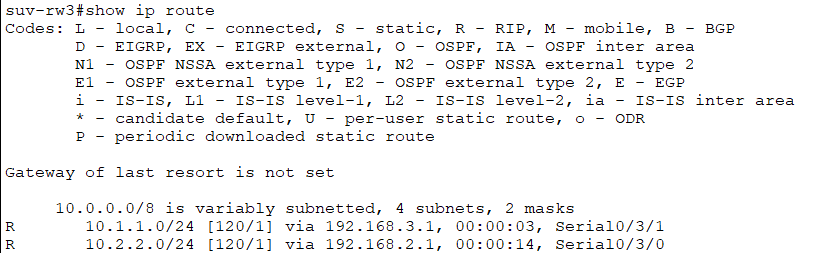 suv-rw3#show ip route
Codes: L - local, C - connected, S - static, R - RIP, M - mobile, B - BGP
D - EIGRP, EX - EIGRP external, O - OSPF, IA - OSPF inter area
N1 - OSPF NSSA external type 1, N2 - OSPF NSSA external type 2
E1 - OSPF external type 1, E2 - OSPF external type 2, E - EGP
i - IS-IS, L1 - IS-IS level-1, L2 - IS-IS level-2, ia - IS-IS inter area
* - candidate default, U - per-user static route, o - ODR
P - periodic downloaded static route
Gateway of last resort is not set
10.0.0.0/8 is variably subnetted, 4 subnets, 2 masks
R 10.1.1.0/24 [120/1] via 192.168.3.1, 00:00:03, Serial0/3/1
R 10.2.2.0/24 [120/1] via 192.168.2.1, 00:00:14, Serial0/3/0